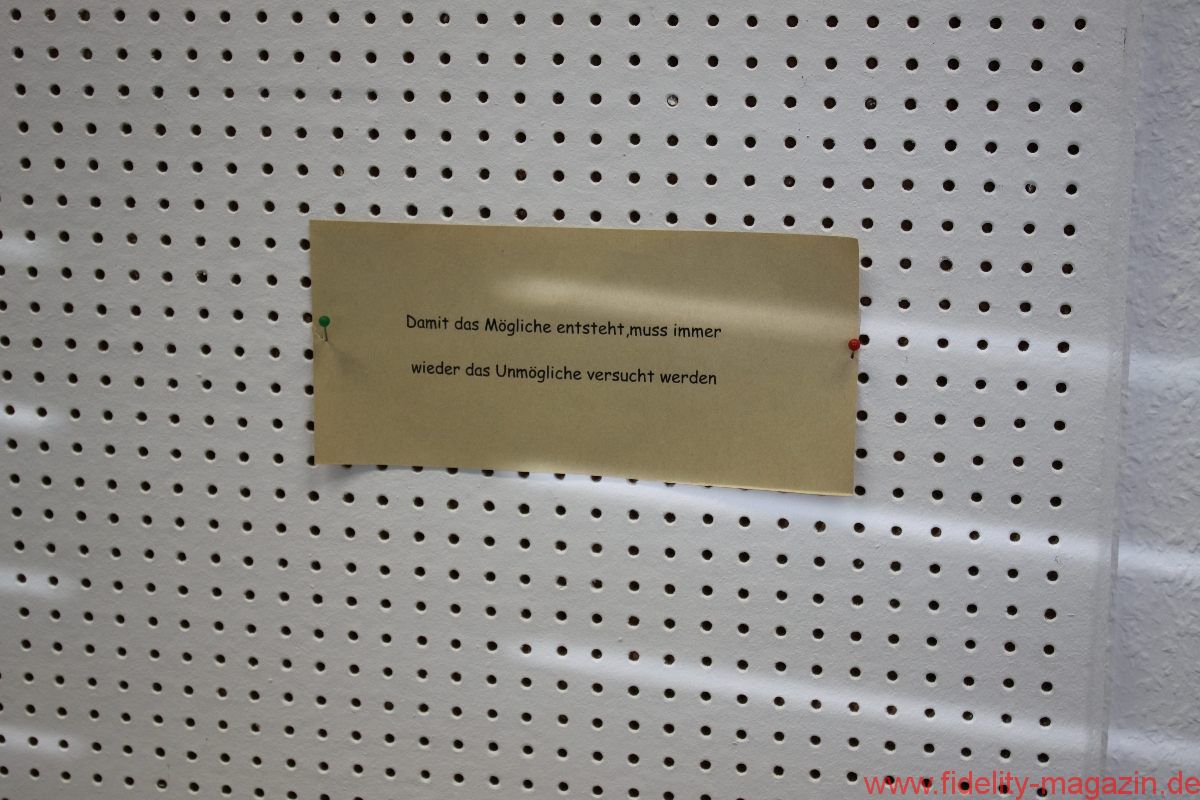 Damit das Mögliche entsteht,muss immer
wieder das Unmögliche versucht werden
www.fidelity-magazin.de